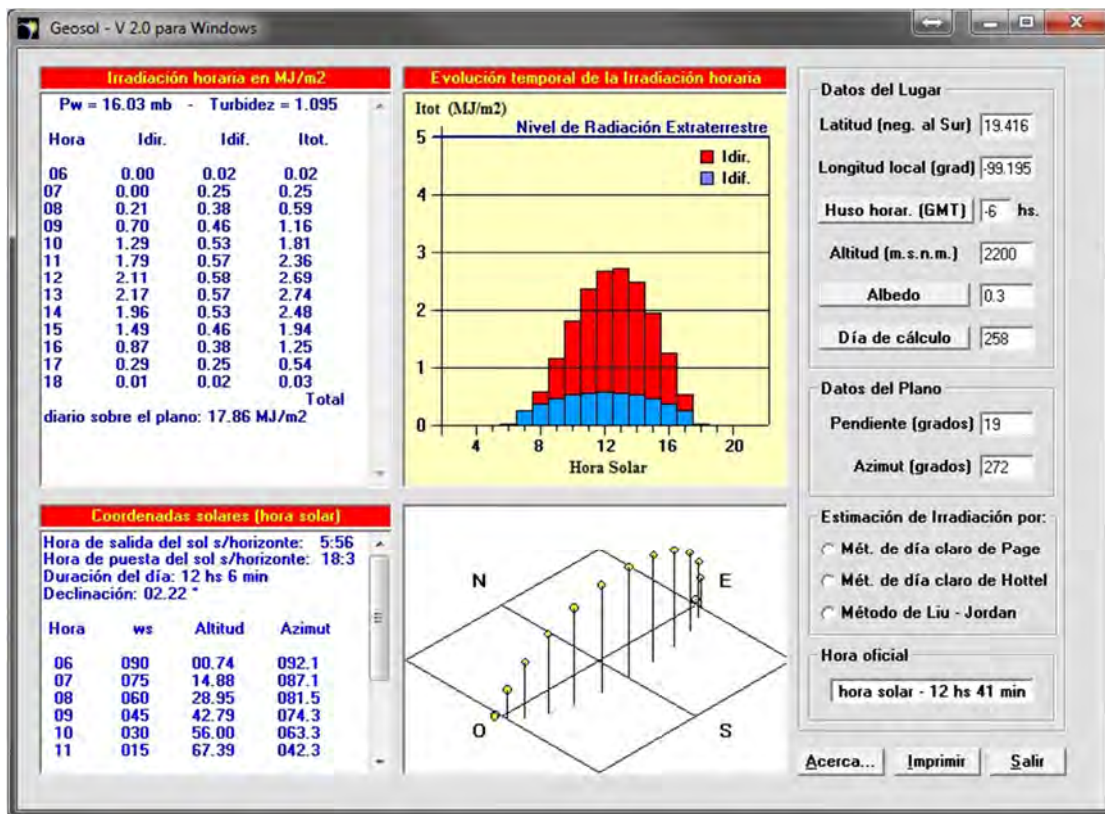 Geosol - V 2.0 para Windows
Irradiación horaria en MJ/m2
Pw = 16.03 mb - Turbidez = 1.095
Hora Idir. Idif. Itot.
06 0.00 0.02 0.02
07 0.00 0.25 0.25
08 0.21 0.38 0.59
09 0.70 0.46 1.16
10 1.29 0.53 1.81
11 1.79 0.57 2.36
12 2.11 0.58 2.69
13 2.17 0.57 2.74
14 1.96 0.53 2.48
15 1.49 0.46 1.94
16 0.87 0.38 1.25
17 0.29 0.25 0.54
18 0.01 0.02 0.03
Total
diario sobre el plano: 17.86 MJ/m2
Evolución temporal de la Irradiación horaria
Itot (MJ/m2)
Nivel de Radiación Extraterrestre
Idir.
Idif.
5
4
3
2
1
0
4 8 12 16 20
Hora Solar
Datos del Lugar
Latitud (neg. al Sur) 19.416
Longitud local (grad) -99.195
Huso horar. (GMT) -6 hs.
Altitud (m.s.n.m.) 2200
Albedo 0.3
Día de cálculo 258
Datos del Plano
Pendiente (grados) 19
Azimut (grados) 272
Estimación de Irradiación por:
Mét. de día claro de Page
Mét. de día claro de Hottel
Método de Liu - Jordan
Hora oficial
hora solar - 12 hs 41 min
Acerca... Imprimir Salir
Coordenadas solares (hora solar)
Hora de salida del sol s/horizonte: 5:56
Hora de puesta del sol s/horizonte: 18:3
Duración del día: 12 hs 6 min
Declinación: 02.22 °
Hora ws Altitud Azimut
06 090 00.74 092.1
07 075 14.88 087.1
08 060 28.95 081.5
09 045 42.79 074.3
10 030 56.00 063.3
11 015 67.39 042.3
N E
O S